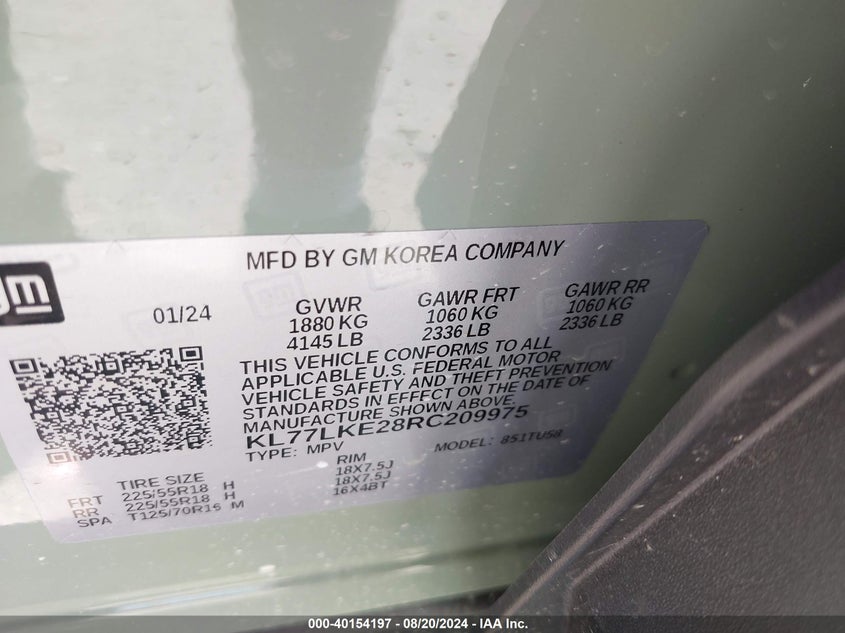 MFD BY GM KOREA COMPANY
gm
01/24
GVWR
1880 KG
4145 LB
GAWR FRT
1060 KG
2336 LB
GAWR RR
1060 KG
2336 LB
THIS VEHICLE CONFORMS TO ALL
APPLICABLE U.S. FEDERAL MOTOR
VEHICLE SAFETY AND THEFT PREVENTION
STANDARDS IN EFFECT ON THE DATE OF
MANUFACTURE SHOWN ABOVE.
KL77LKE28RC209975
TYPE: MPV MODEL: 851TU58
TIRE SIZE RIM
FRT 225/55R18 H 18X7.5J
RR 225/55R18 H 18X7.5J
SPA T125/70R16 M 16X4BT
000-40154197 - 08/20/2024 - IAA Inc.